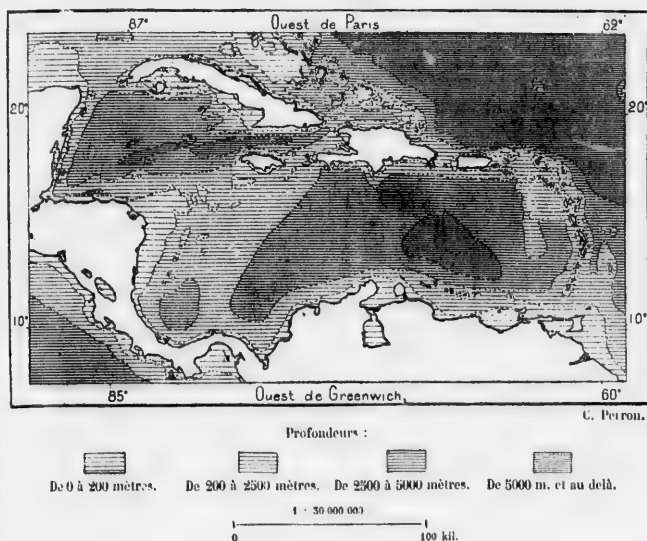 Ouest de Paris
87° 62°
20° 20°
10° 10°
85° 60°
Ouest de Greenwich.
C. Perron.
Profondeurs :
De 0 à 200 mètres. De 200 à 2500 mètres. De 2500 à 5000 mètres. De 5000 m. et au delà.
1 : 30 000 000
0 100 kil.